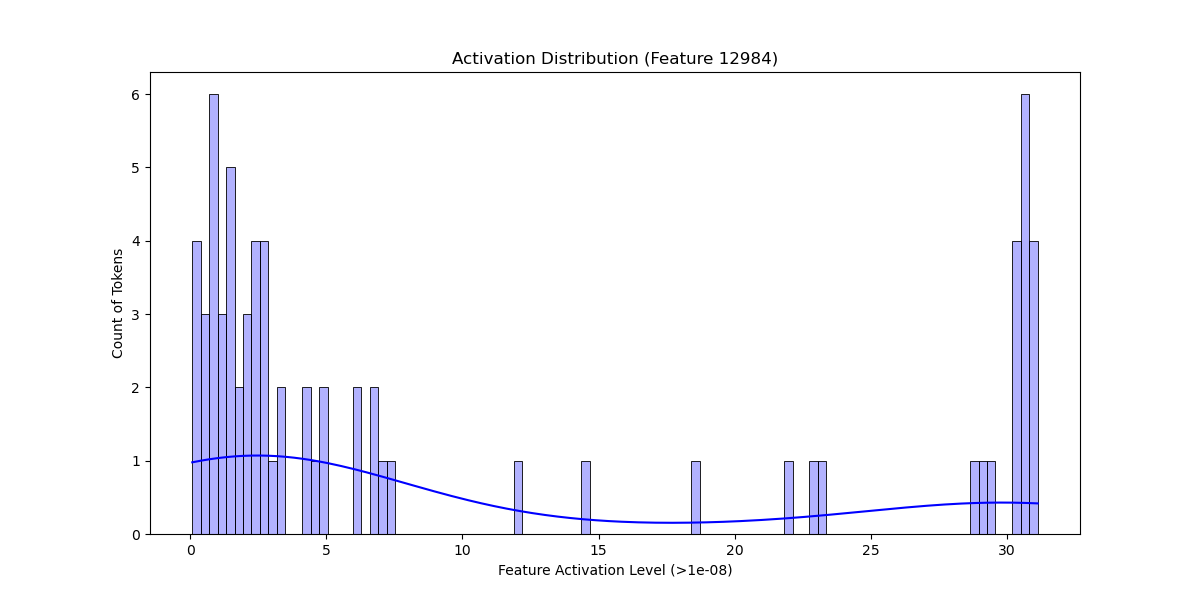 Activation Distribution (Feature 12984)
6
5
4
3
2
1
0
Count of Tokens
0 5 10 15 20 25 30
Feature Activation Level (>1e-08)